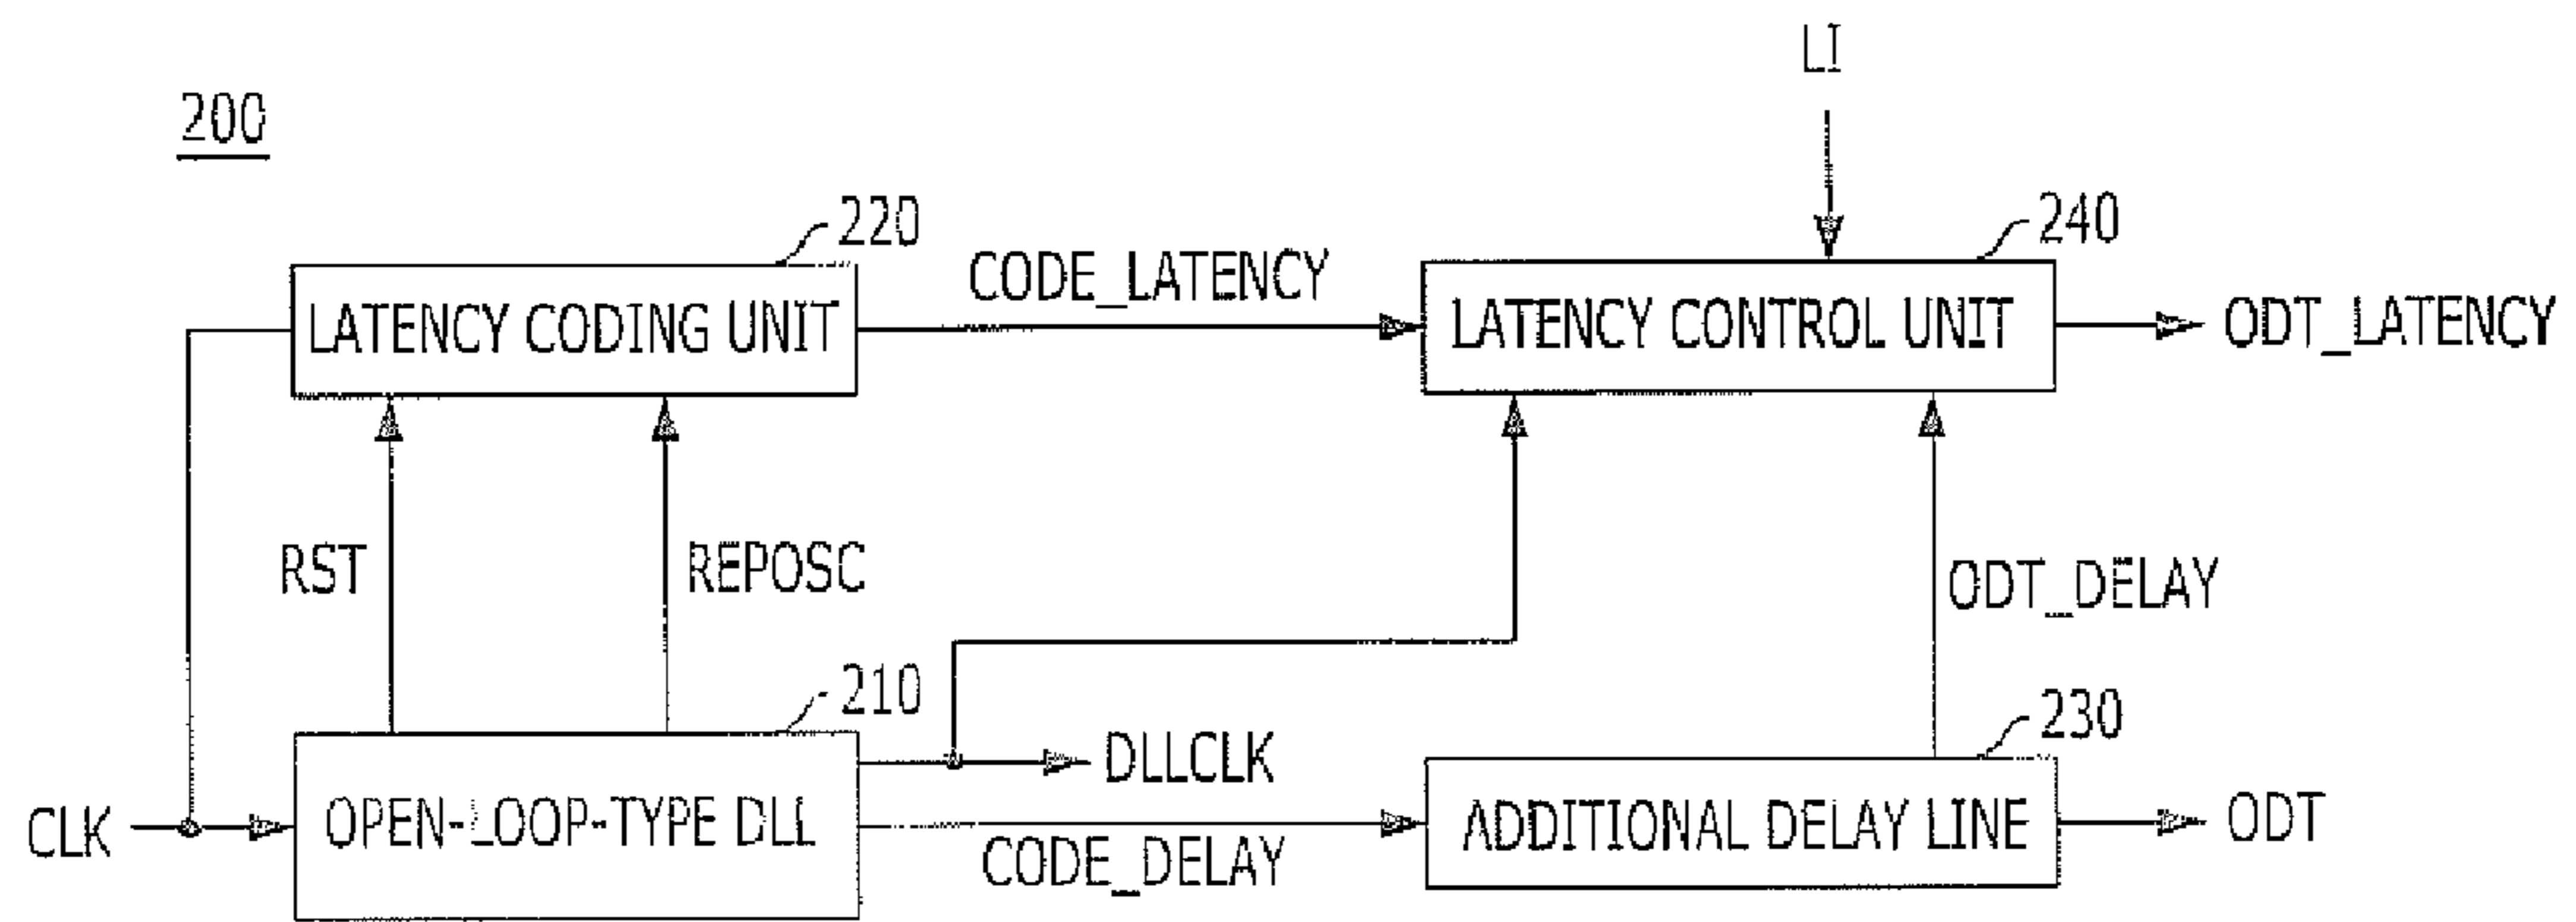 LI
200
220
240
CODE_LATENCY
LATENCY CODING UNIT
LATENCY CONTROL UNIT
ODT_LATENCY
RST
REPOSC
ODT_DELAY
210
230
DLLCLK
CLK
OPEN-LOOP-TYPE DLL
CODE_DELAY
ADDITIONAL DELAY LINE
ODT